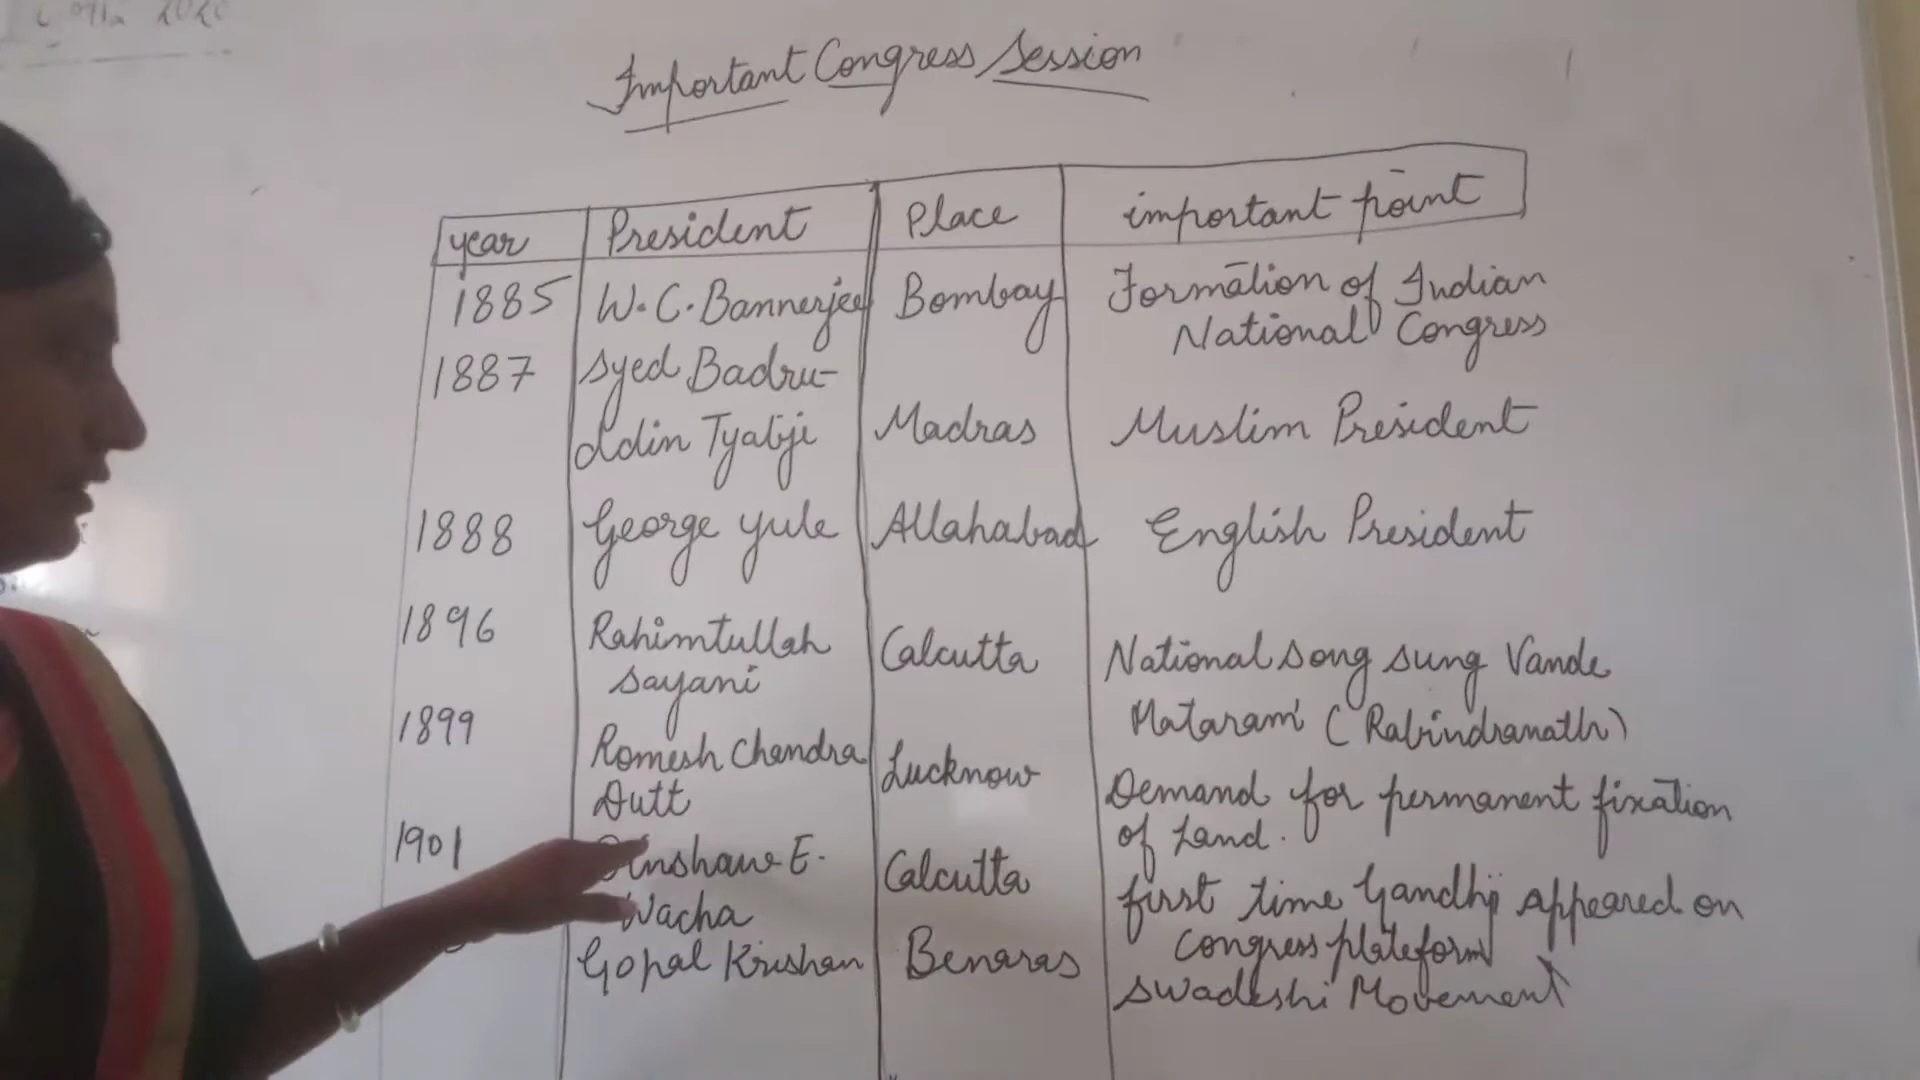 2020
Important Congress Session
year President Place important point
1885 W.C. Bannerjee Bombay Formation of Indian
National Congress
1887 Syed Badru-
ddin Tyabji Madras Muslim President
1888 George yule Allahabad English President
1896 Rahimtullah Calcutta National song sung Vande
Sayani Mataram (Rabindranath)
1899 Romesh Chandra Lucknow Demand for permanent fixation
Dutt of Land.
1901 Dinshaw E. Calcutta first time Gandhiji appeared on
Wacha Congress plateform
Gopal Krishan Benaras Swadeshi Movement